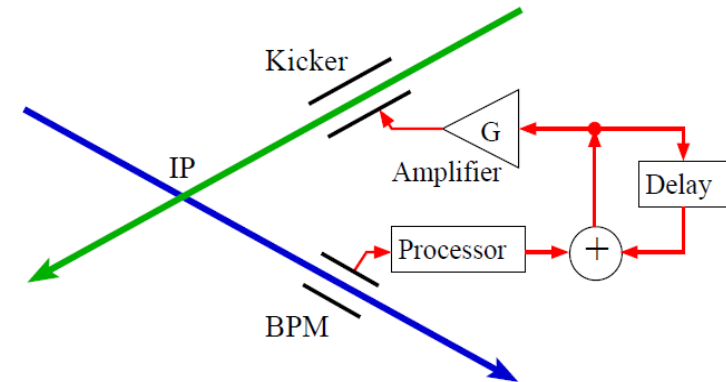 Kicker
IP
G
Amplifier
Delay
Processor
+
BPM